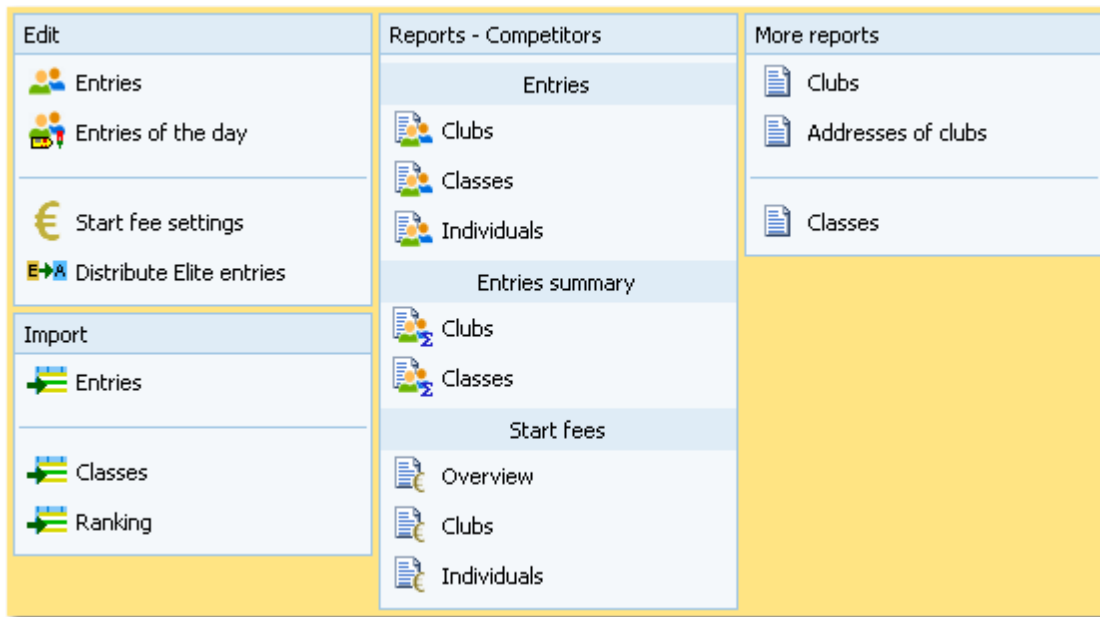 Edit
Entries
Entries of the day
Start fee settings
E→A Distribute Elite entries
Import
Entries
Classes
Ranking
Reports - Competitors
Entries
Clubs
Classes
Individuals
Entries summary
Clubs
Classes
Start fees
Overview
Clubs
Individuals
More reports
Clubs
Addresses of clubs
Classes